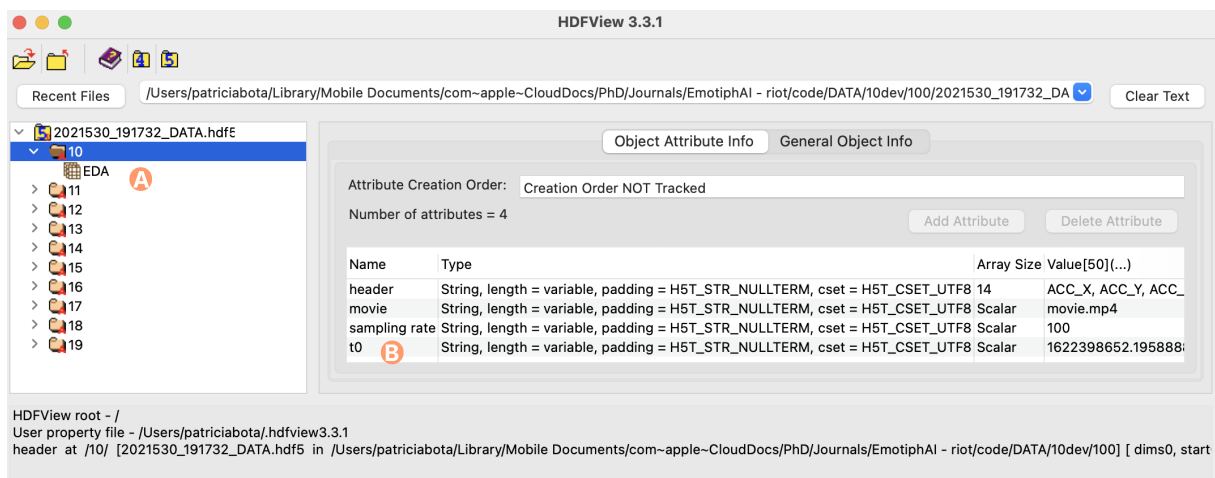 HDFView 3.3.1
4 5
Recent Files /Users/patriciabota/Library/Mobile Documents/com~apple~CloudDocs/PhD/Journals/EmotiphAI - riot/code/DATA/10dev/100/2021530_191732_DA Clear Text
5 2021530_191732_DATA.hdf5
10
EDA
A
11
12
13
14
15
16
17
18
19
Object Attribute Info General Object Info
Attribute Creation Order: Creation Order NOT Tracked
Number of attributes = 4
Add Attribute Delete Attribute
Name Type Array Size Value[50](...)
header String, length = variable, padding = H5T_STR_NULLTERM, cset = H5T_CSET_UTF8 14 ACC_X, ACC_Y, ACC_
movie String, length = variable, padding = H5T_STR_NULLTERM, cset = H5T_CSET_UTF8 Scalar movie.mp4
sampling rate String, length = variable, padding = H5T_STR_NULLTERM, cset = H5T_CSET_UTF8 Scalar 100
t0 B String, length = variable, padding = H5T_STR_NULLTERM, cset = H5T_CSET_UTF8 Scalar 1622398652.195888
HDFView root - /
User property file - /Users/patriciabota/.hdfview3.3.1
header at /10/ [2021530_191732_DATA.hdf5 in /Users/patriciabota/Library/Mobile Documents/com~apple~CloudDocs/PhD/Journals/EmotiphAI - riot/code/DATA/10dev/100] [ dims0, start